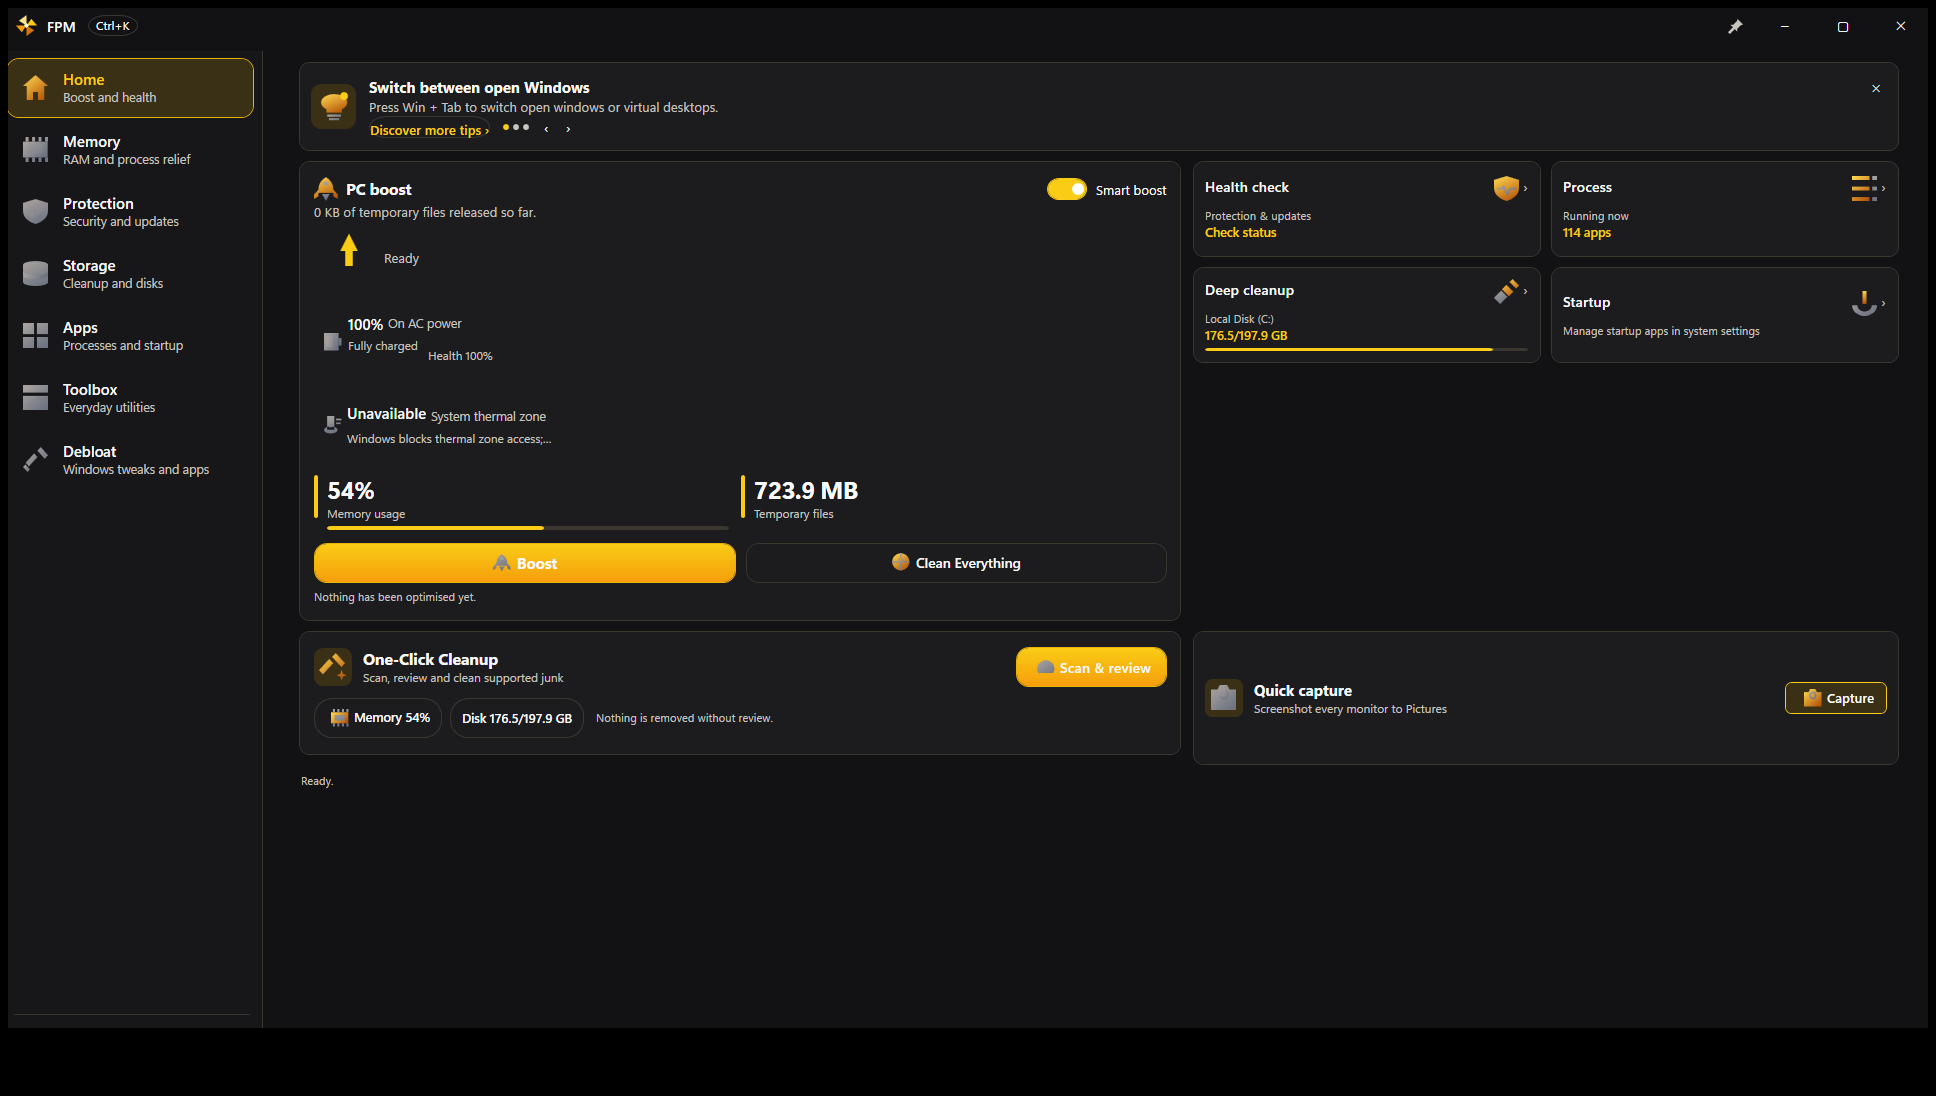 FPM Ctrl+K
Home
Boost and health
Memory
RAM and process relief
Protection
Security and updates
Storage
Cleanup and disks
Apps
Processes and startup
Toolbox
Everyday utilities
Debloat
Windows tweaks and apps
Switch between open Windows
Press Win + Tab to switch open windows or virtual desktops.
Discover more tips ›
PC boost
Smart boost
0 KB of temporary files released so far.
Ready
100% On AC power
Fully charged
Health 100%
Unavailable System thermal zone
Windows blocks thermal zone access;...
54%
Memory usage
723.9 MB
Temporary files
Boost
Clean Everything
Nothing has been optimised yet.
Health check
Protection & updates
Check status
Process
Running now
114 apps
Deep cleanup
Local Disk (C:)
176.5/197.9 GB
Startup
Manage startup apps in system settings
One-Click Cleanup
Scan, review and clean supported junk
Scan & review
Memory 54%
Disk 176.5/197.9 GB
Nothing is removed without review.
Quick capture
Screenshot every monitor to Pictures
Capture
Ready.